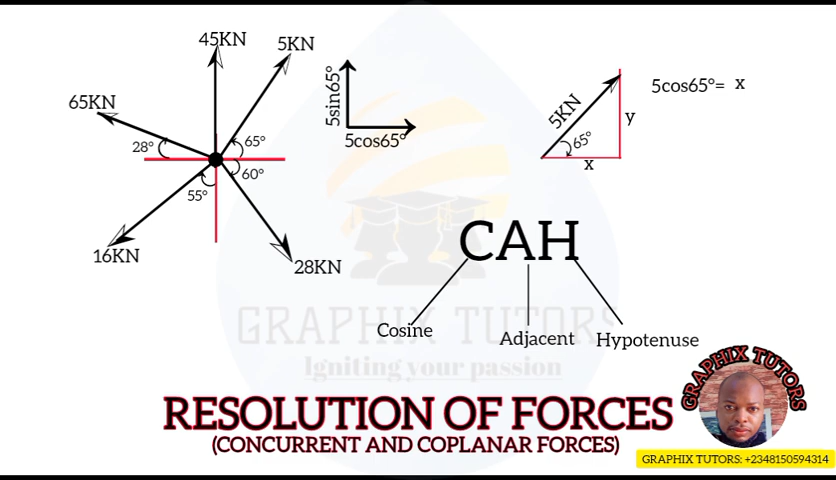 45KN
5KN
65KN
28°
65°
60°
55°
16KN
28KN
5sin65°
5cos65°
5KN
65°
y
x
5cos65°= x
CAH
Cosine
Adjacent
Hypotenuse
GRAPHIX TUTORS
Igniting your passion
RESOLUTION OF FORCES
(CONCURRENT AND COPLANAR FORCES)
GRAPHIX TUTORS
GRAPHIX TUTORS: +2348150594314